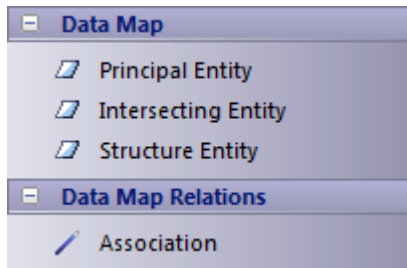 Data Map
Principal Entity
Intersecting Entity
Structure Entity
Data Map Relations
Association